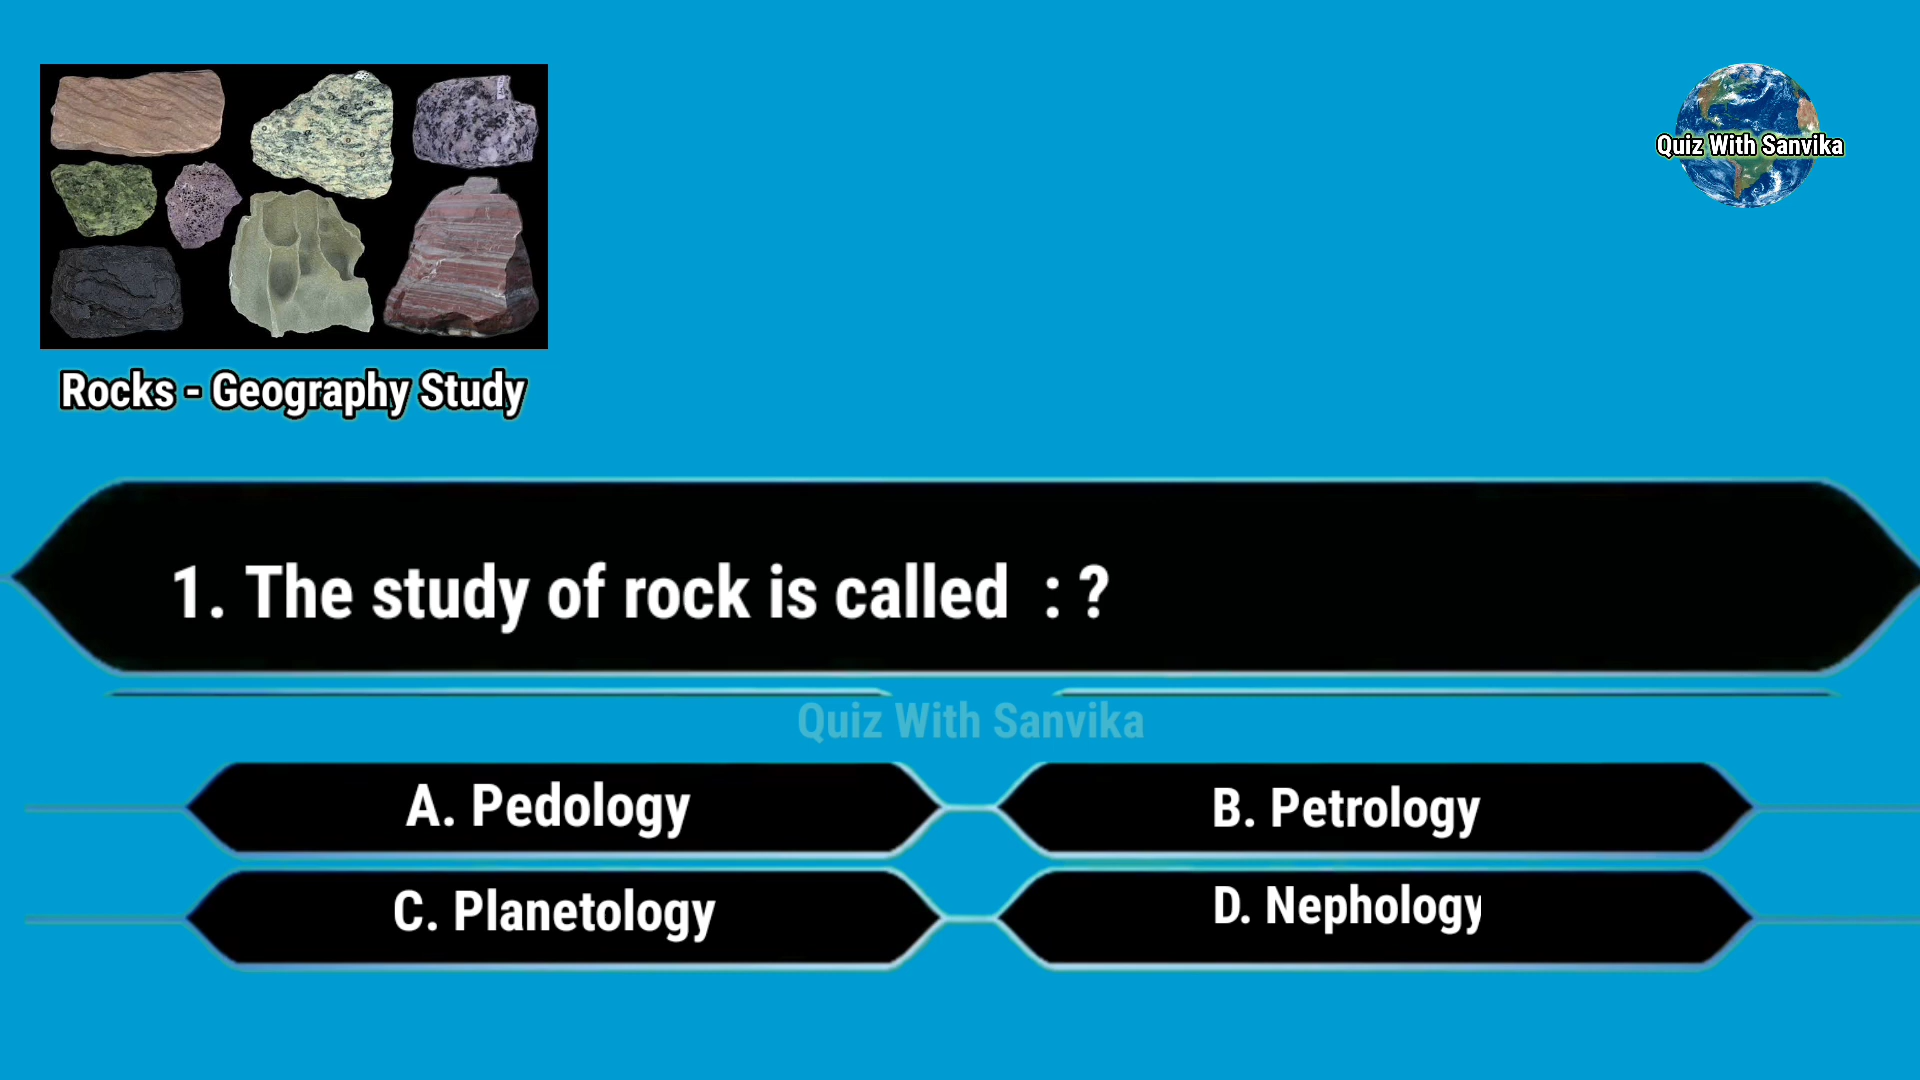 Quiz With Sanvika
Rocks - Geography Study
1. The study of rock is called : ?
Quiz With Sanvika
A. Pedology
B. Petrology
C. Planetology
D. Nephology